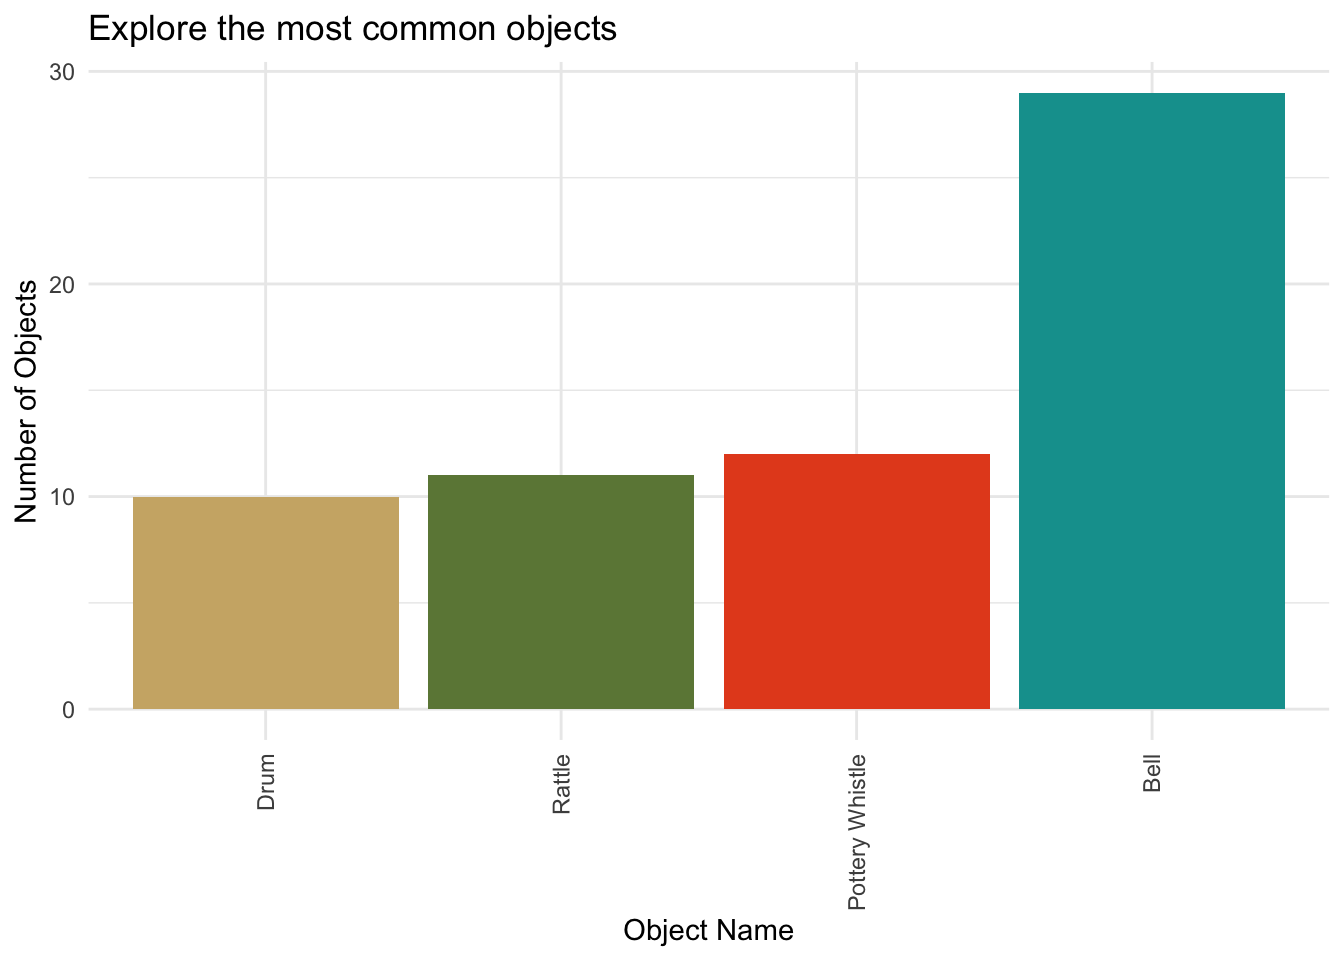 Explore the most common objects
Number of Objects
30
20
10
0
Drum
Rattle
Pottery Whistle
Bell
Object Name